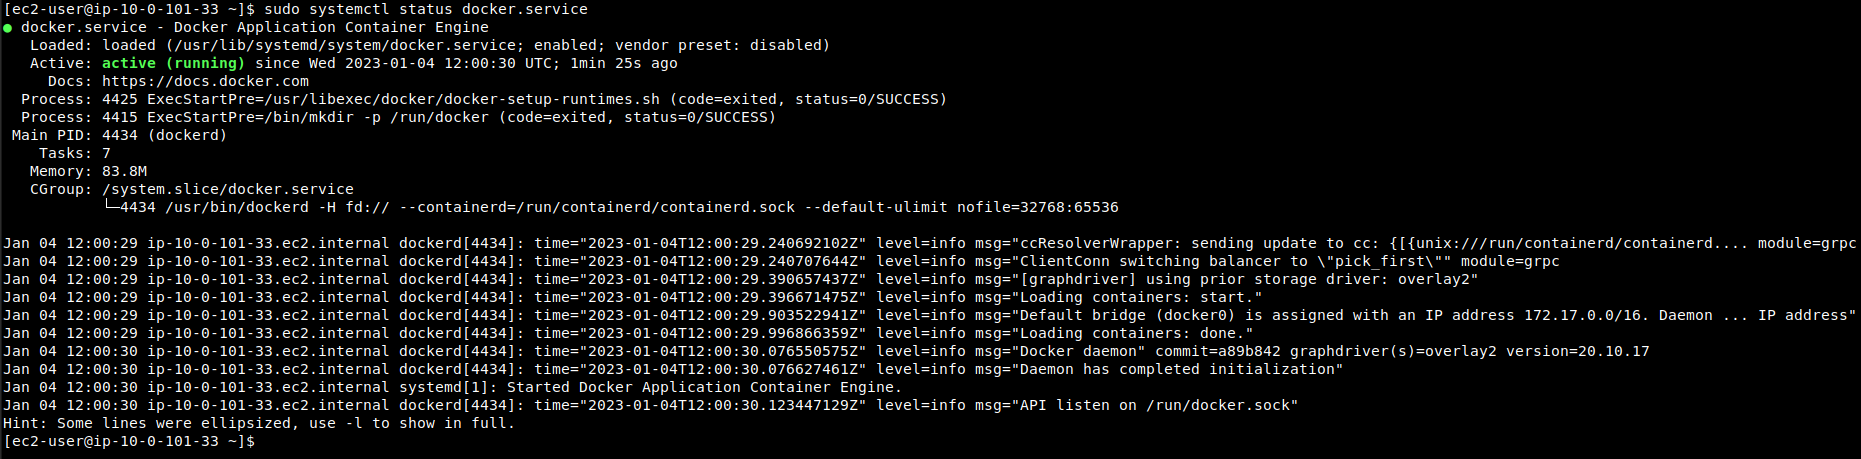 [ec2-user@ip-10-0-101-33 ~]$ sudo systemctl status docker.service
● docker.service - Docker Application Container Engine
   Loaded: loaded (/usr/lib/systemd/system/docker.service; enabled; vendor preset: disabled)
   Active: active (running) since Wed 2023-01-04 12:00:30 UTC; 1min 25s ago
     Docs: https://docs.docker.com
  Process: 4425 ExecStartPre=/usr/libexec/docker/docker-setup-runtimes.sh (code=exited, status=0/SUCCESS)
  Process: 4415 ExecStartPre=/bin/mkdir -p /run/docker (code=exited, status=0/SUCCESS)
 Main PID: 4434 (dockerd)
    Tasks: 7
   Memory: 83.8M
   CGroup: /system.slice/docker.service
           └─4434 /usr/bin/dockerd -H fd:// --containerd=/run/containerd/containerd.sock --default-ulimit nofile=32768:65536

Jan 04 12:00:29 ip-10-0-101-33.ec2.internal dockerd[4434]: time="2023-01-04T12:00:29.240692102Z" level=info msg="ccResolverWrapper: sending update to cc: {[{unix:///run/containerd/containerd.... module=grpc
Jan 04 12:00:29 ip-10-0-101-33.ec2.internal dockerd[4434]: time="2023-01-04T12:00:29.240707644Z" level=info msg="ClientConn switching balancer to \"pick_first\"" module=grpc
Jan 04 12:00:29 ip-10-0-101-33.ec2.internal dockerd[4434]: time="2023-01-04T12:00:29.390657437Z" level=info msg="[graphdriver] using prior storage driver: overlay2"
Jan 04 12:00:29 ip-10-0-101-33.ec2.internal dockerd[4434]: time="2023-01-04T12:00:29.396671475Z" level=info msg="Loading containers: start."
Jan 04 12:00:29 ip-10-0-101-33.ec2.internal dockerd[4434]: time="2023-01-04T12:00:29.903522941Z" level=info msg="Default bridge (docker0) is assigned with an IP address 172.17.0.0/16. Daemon ... IP address"
Jan 04 12:00:29 ip-10-0-101-33.ec2.internal dockerd[4434]: time="2023-01-04T12:00:29.996866359Z" level=info msg="Loading containers: done."
Jan 04 12:00:30 ip-10-0-101-33.ec2.internal dockerd[4434]: time="2023-01-04T12:00:30.076550575Z" level=info msg="Docker daemon" commit=a89b842 graphdriver(s)=overlay2 version=20.10.17
Jan 04 12:00:30 ip-10-0-101-33.ec2.internal dockerd[4434]: time="2023-01-04T12:00:30.076627461Z" level=info msg="Daemon has completed initialization"
Jan 04 12:00:30 ip-10-0-101-33.ec2.internal systemd[1]: Started Docker Application Container Engine.
Jan 04 12:00:30 ip-10-0-101-33.ec2.internal dockerd[4434]: time="2023-01-04T12:00:30.123447129Z" level=info msg="API listen on /run/docker.sock"
Hint: Some lines were ellipsized, use -l to show in full.
[ec2-user@ip-10-0-101-33 ~]$